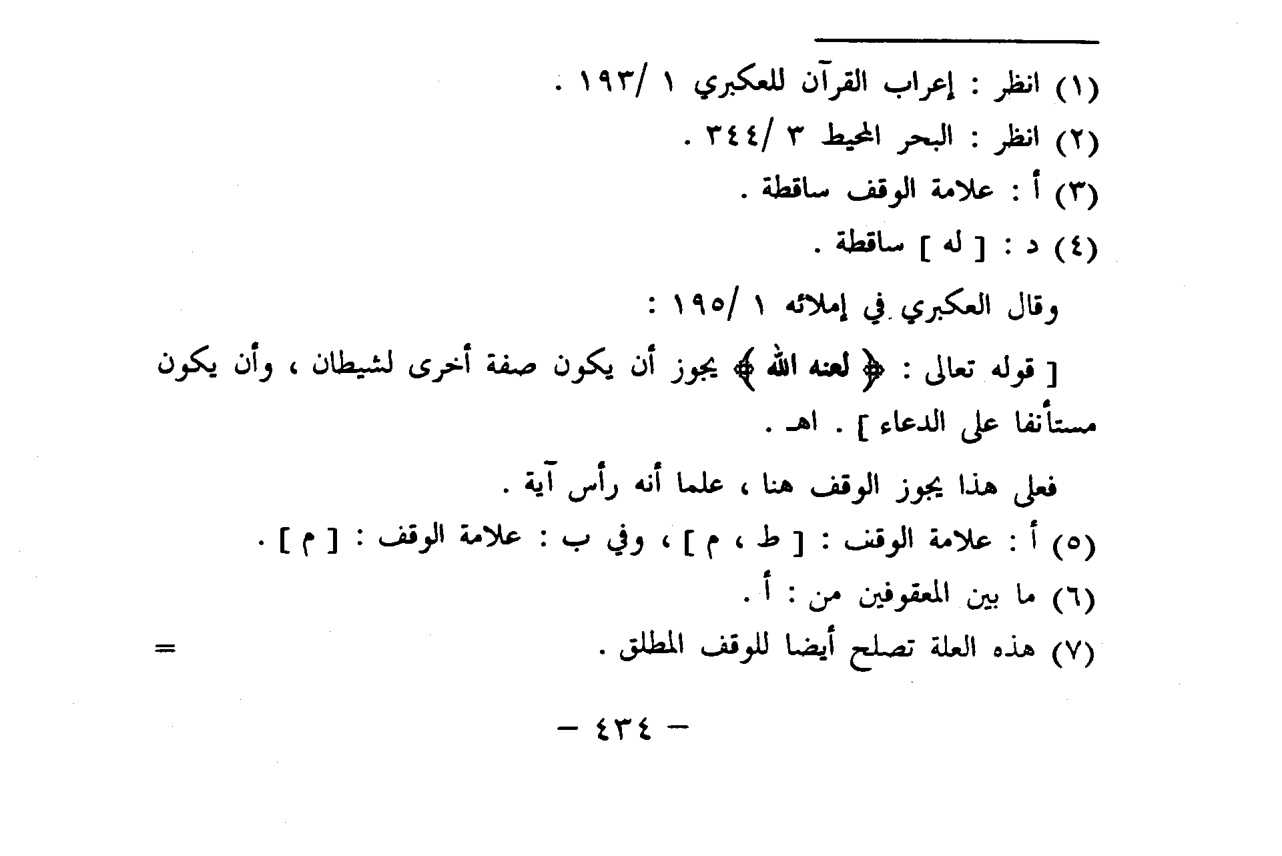 (١) انظر : إعراب القرآن للعكبري ١ /١٩٣ .
(٢) انظر : البحر المحيط ٣ /٣٤٤ .
(٣) أ : علامة الوقف ساقطة .
(٤) د : [ له ] ساقطة .
وقال العكبري في إملائه ١ /١٩٥ :
[ قوله تعالى : ﴿ لعنه الله ﴾ يجوز أن يكون صفة أخرى لشيطان ، وأن يكون
مستأنفا على الدعاء ] . اهـ .
فعلى هذا يجوز الوقف هنا ، علما أنه رأس آية .
(٥) أ : علامة الوقف : [ ط ، م ] ، وفي ب : علامة الوقف : [ م ] .
(٦) ما بين المعقوفين من : أ .
(٧) هذه العلة تصلح أيضا للوقف المطلق . =
– ٤٣٤ –